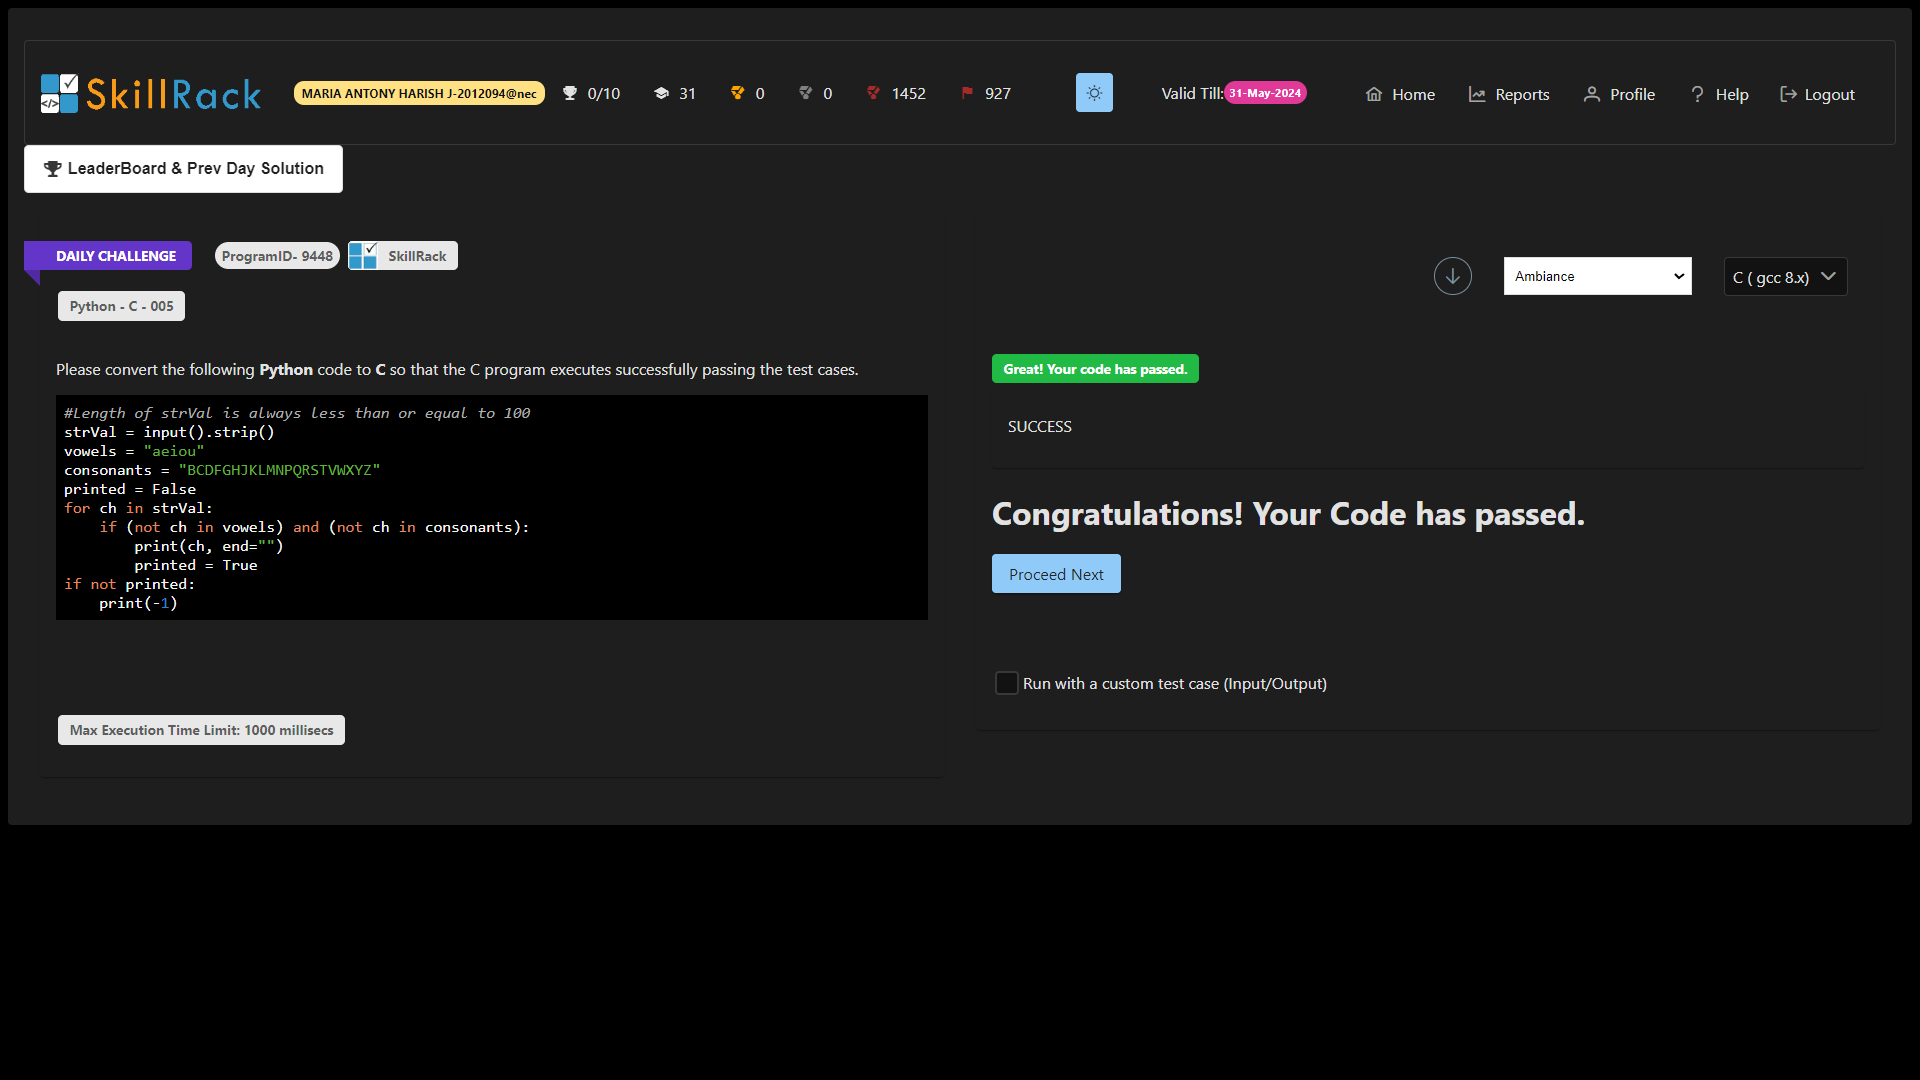 SkillRack
MARIA ANTONY HARISH J-2012094@nec
0/10
31
0
0
1452
927
Valid Till: 31-May-2024
Home
Reports
Profile
Help
Logout
LeaderBoard & Prev Day Solution
DAILY CHALLENGE
ProgramID- 9448
SkillRack
Ambiance
C ( gcc 8.x)
Python - C - 005
Please convert the following Python code to C so that the C program executes successfully passing the test cases.
#Length of strVal is always less than or equal to 100
strVal = input().strip()
vowels = "aeiou"
consonants = "BCDFGHJKLMNPQRSTVWXYZ"
printed = False
for ch in strVal:
    if (not ch in vowels) and (not ch in consonants):
        print(ch, end="")
        printed = True
if not printed:
    print(-1)
Max Execution Time Limit: 1000 millisecs
Great! Your code has passed.
SUCCESS
Congratulations! Your Code has passed.
Proceed Next
Run with a custom test case (Input/Output)